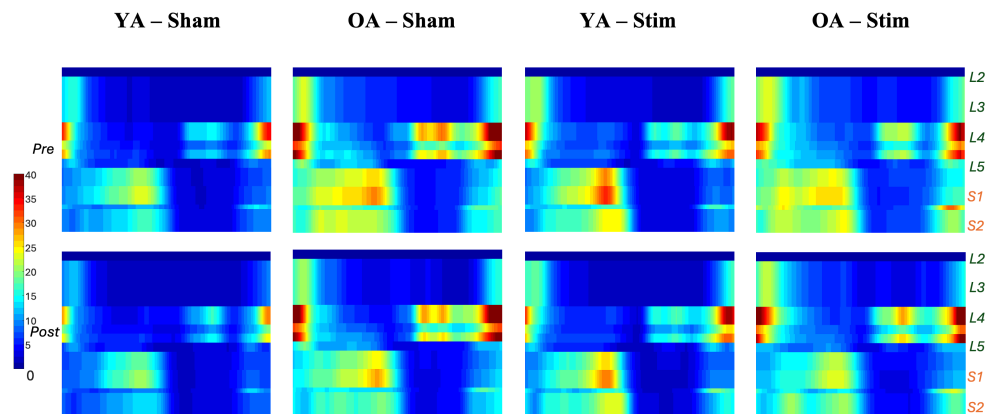 YA – Sham OA – Sham YA – Stim OA – Stim
L2
L3
Pre L4
L5
40
35 S1
30 S2
25 L2
20 L3
15
10 L4
Post
5 L5
0 S1
S2